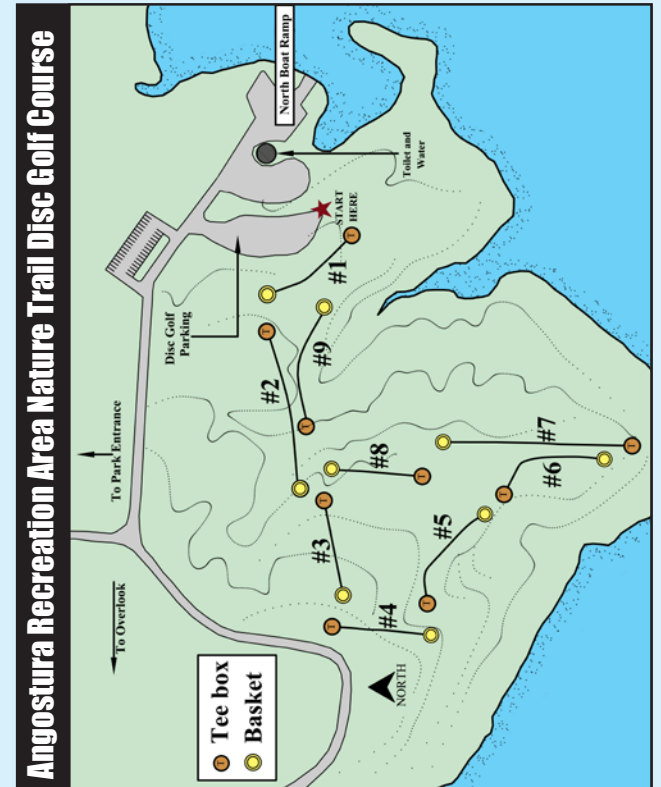 Angostura Recreation Area Nature Trail Disc Golf Course
North Boat Ramp
Toilet and
Water
START
HERE
Disc Golf
Parking
To Park Entrance
To Overlook
#1
#2
#3
#4
#5
#6
#7
#8
#9
T
T
T
T
T
T
T
T
T
NORTH
T Tee box
Basket